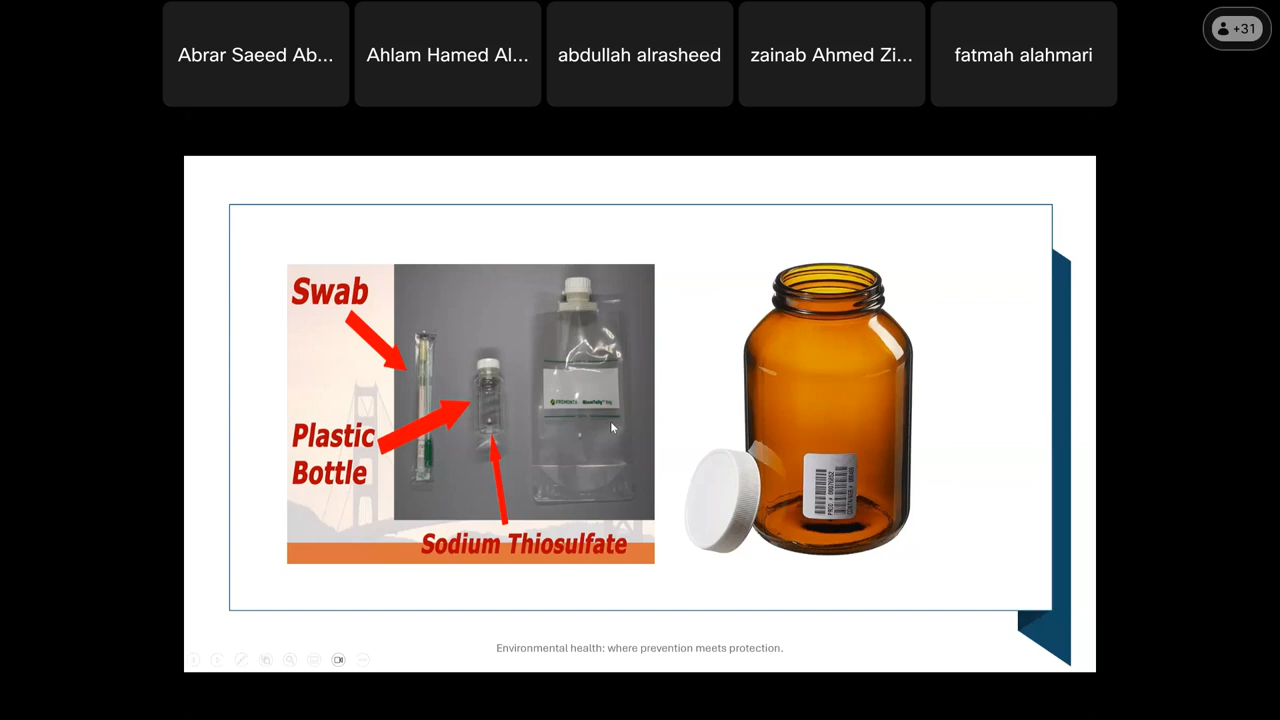 Abrar Saeed Ab...
Ahlam Hamed Al...
abdullah alrasheed
zainab Ahmed Zi...
fatmah alahmari
+31
Swab
Plastic
Bottle
Sodium Thiosulfate
Environmental health: where prevention meets protection.